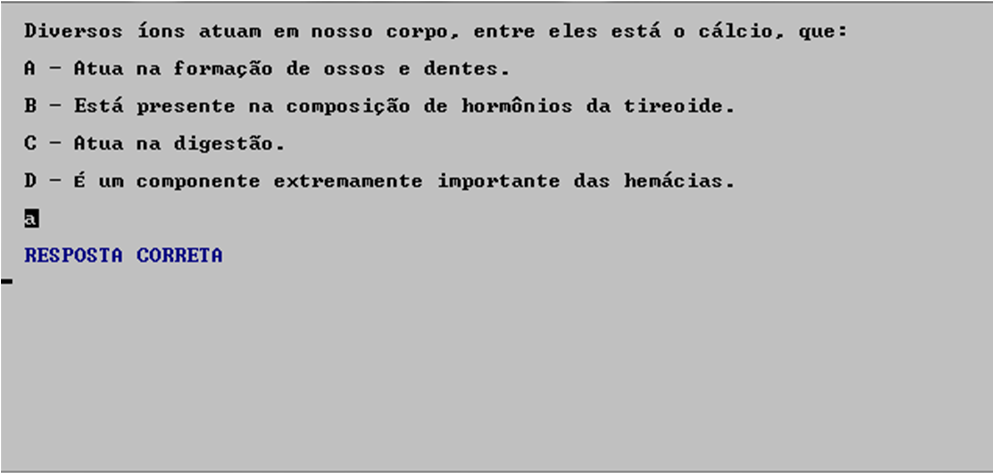 Diversos íons atuam em nosso corpo, entre eles está o cálcio, que:
A - Atua na formação de ossos e dentes.
B - Está presente na composição de hormônios da tireoide.
C - Atua na digestão.
D - É um componente extremamente importante das hemácias.
a
RESPOSTA CORRETA